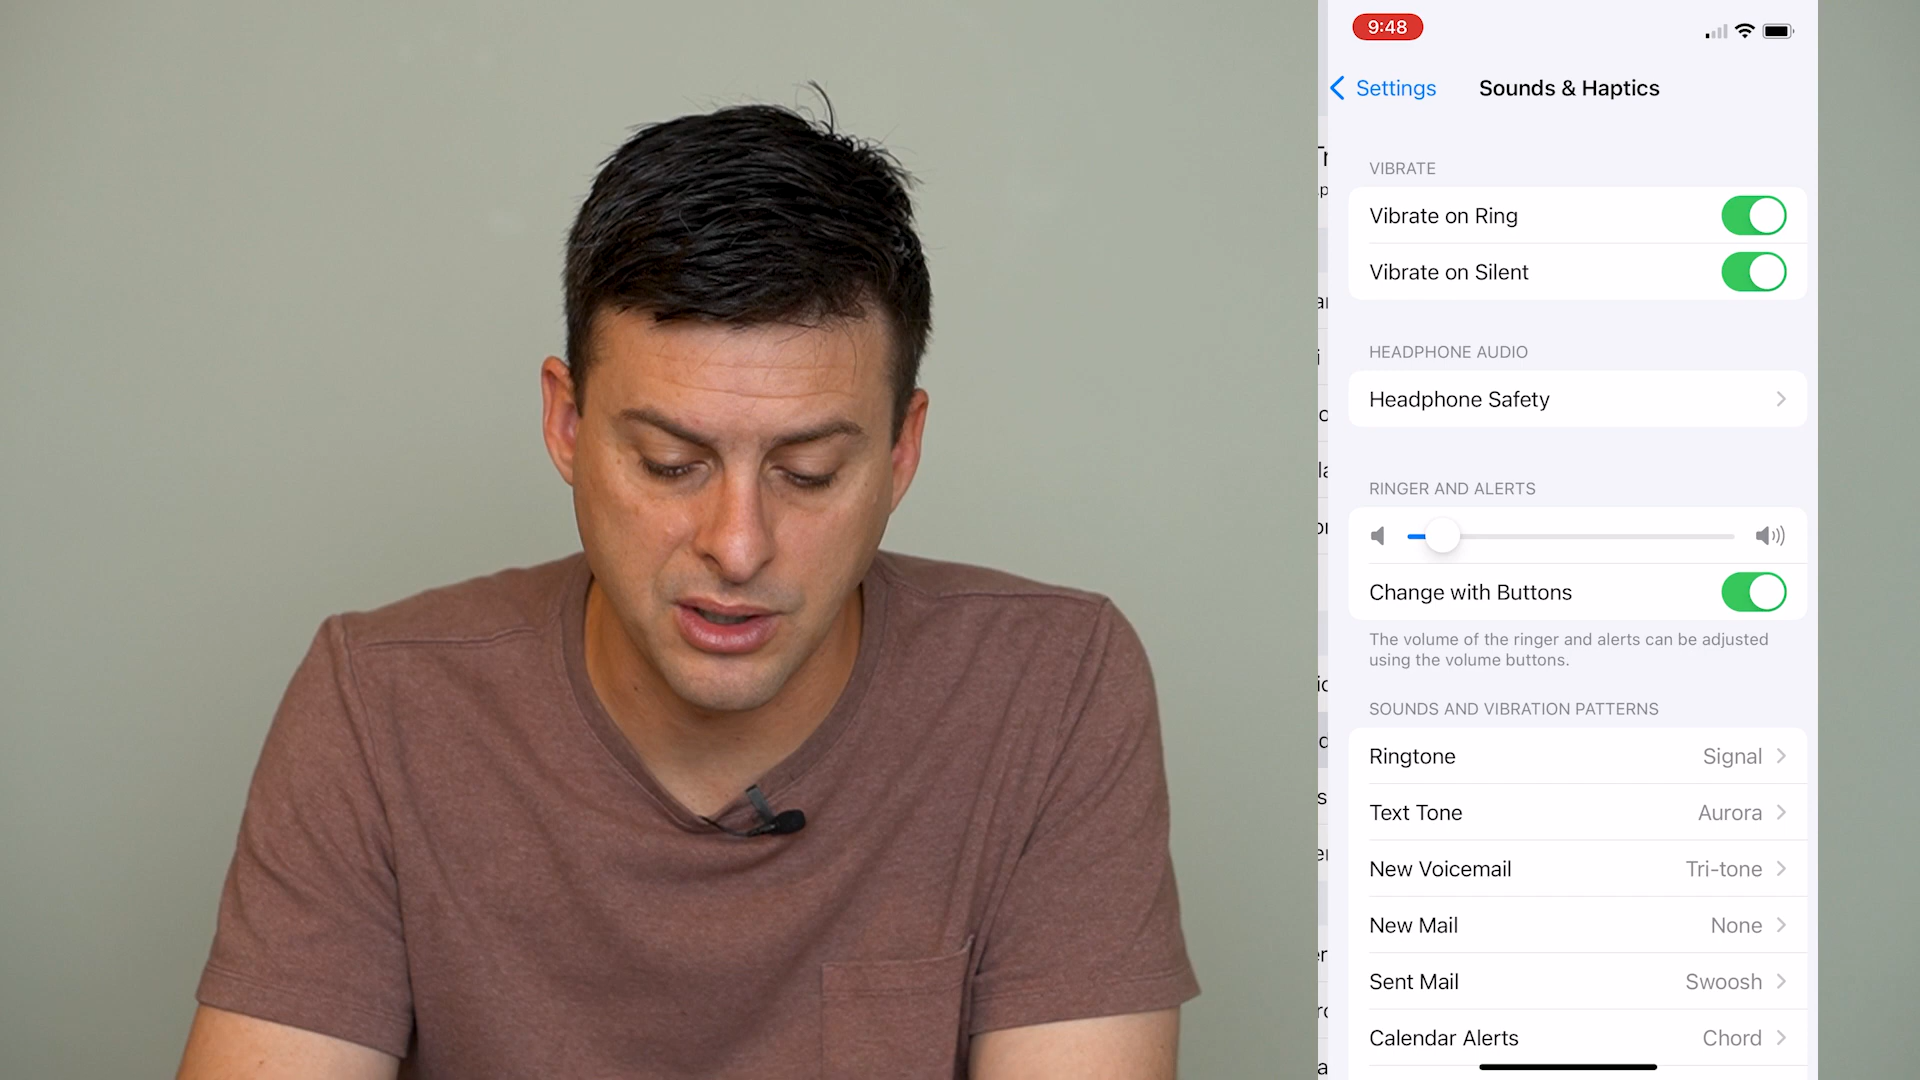 9:48
Settings
Sounds & Haptics
VIBRATE
Vibrate on Ring
Vibrate on Silent
HEADPHONE AUDIO
Headphone Safety
RINGER AND ALERTS
Change with Buttons
The volume of the ringer and alerts can be adjusted
using the volume buttons.
SOUNDS AND VIBRATION PATTERNS
Ringtone Signal
Text Tone Aurora
New Voicemail Tri-tone
New Mail None
Sent Mail Swoosh
Calendar Alerts Chord